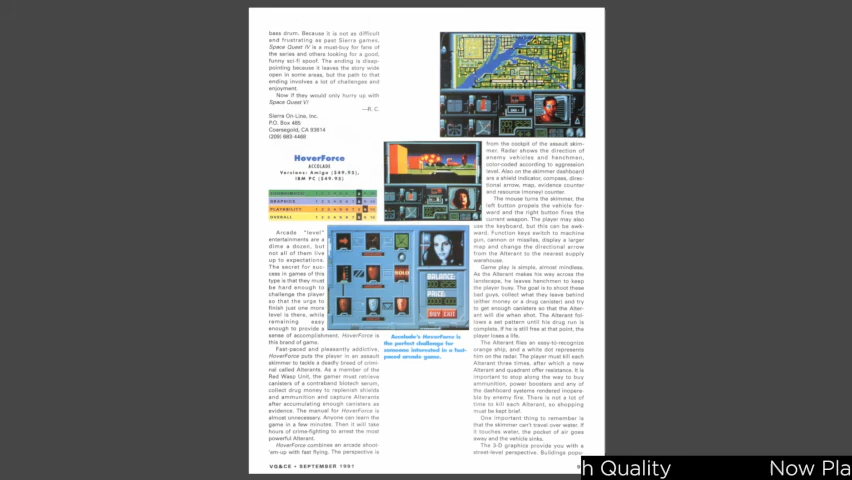 bass drum. Because it is not as difficult
and frustrating as past Sierra games,
Space Quest IV is a must-buy for fans of
the series and others looking for a good,
funny sci-fi spoof. The ending is disap-
pointing because it leaves the story wide
open in some areas, but the path to that
ending involves a lot of challenges and
enjoyment.
Now if they would only hurry up with
Space Quest V!
—R. C.
Sierra On-Line, Inc.
P.O. Box 485
Coarsegold, CA 93614
(209) 683-4468
HoverForce
ACCOLADE
Versions: Amiga ($49.95),
IBM PC ($49.95)
GRAPHICS
PLAYABILITY
OVERALL
Arcade "level"
entertainments are a
dime a dozen, but
not all of them live
up to expectations.
The secret for suc-
cess in games of this
type is that they must
be hard enough to
challenge the player
so that the urge to
finish just one more
level is there, while
remaining easy
enough to provide a
sense of accomplishment. HoverForce is
this brand of game.
Fast-paced and pleasantly addictive,
HoverForce puts the player in an assault
skimmer to tackle a deadly breed of crimi-
nal called Alterants. As a member of the
Red Wasp Unit, the gamer must retrieve
canisters of a contraband biotech serum,
collect drug money to replenish shields
and ammunition and capture Alterants
after accumulating enough canisters as
evidence. The manual for HoverForce is
almost unnecessary. Anyone can learn the
game in a few minutes. Then it will take
hours of crime-fighting to arrest the most
powerful Alterant.
HoverForce combines an arcade shoot-
'em-up with fast flying. The perspective is
SOLD
BALANCE:
PRICE:
BUY EXIT
Accolade's HoverForce is
the perfect challenge for
someone interested in a fast-
paced arcade game.
from the cockpit of the assault skim-
mer. Radar shows the direction of
enemy vehicles and henchmen,
color-coded according to aggression
level. Also on the skimmer dashboard
are a shield indicator, compass, direc-
tional arrow, map, evidence counter
and resource (money) counter.
The mouse turns the skimmer, the
left button propels the vehicle for-
ward and the right button fires the
current weapon. The player may also
use the keyboard, but this can be awk-
ward. Function keys switch to machine
gun, cannon or missiles, display a larger
map and change the directional arrow
from the Alterant to the nearest supply
warehouse.
Game play is simple, almost mindless.
As the Alterant makes his way across the
landscape, he leaves henchmen to keep
the player busy. The goal is to shoot these
bad guys, collect what they leave behind
(either money or a drug canister) and try
to get enough canisters so that the Alter-
ant will die when shot. The Alterant fol-
lows a set pattern until his drug run is
complete. If he is still free at that point, the
player loses a life.
The Alterant flies an easy-to-recognize
orange ship, and a white dot represents
him on the radar. The player must kill each
Alterant three times, after which a new
Alterant and quadrant offer resistance. It is
important to stop along the way to buy
ammunition, power boosters and any of
the dashboard systems rendered inopera-
ble by enemy fire. There is not a lot of
time to kill each Alterant, so shopping
must be kept brief.
One important thing to remember is
that the skimmer can't travel over water. If
it touches water, the pocket of air goes
away and the vehicle sinks.
The 3-D graphics provide you with a
street-level perspective. Buildings popu-
VG&CE • SEPTEMBER 1991
h Quality Now Pla